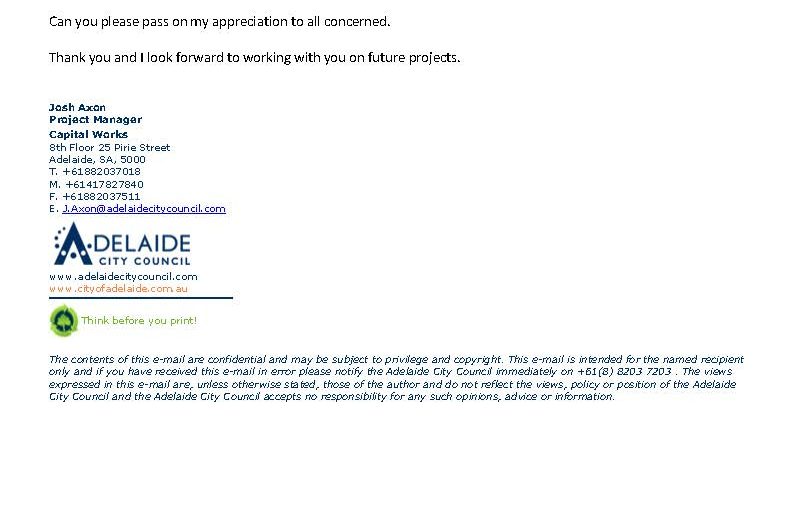 Can you please pass on my appreciation to all concerned.
Thank you and I look forward to working with you on future projects.
Josh Axon
Project Manager
Capital Works
8th Floor 25 Pirie Street
Adelaide, SA, 5000
T. +61882037018
M. +61417827840
F. +61882037511
E. J.Axon@adelaidecitycouncil.com
ADELAIDE
CITY COUNCIL
www.adelaidecitycouncil.com
www.cityofadelaide.com.au
Think before you print!
The contents of this e-mail are confidential and may be subject to privilege and copyright. This e-mail is intended for the named recipient
only and if you have received this e-mail in error please notify the Adelaide City Council immediately on +61(8) 8203 7203 . The views
expressed in this e-mail are, unless otherwise stated, those of the author and do not reflect the views, policy or position of the Adelaide
City Council and the Adelaide City Council accepts no responsibility for any such opinions, advice or information.